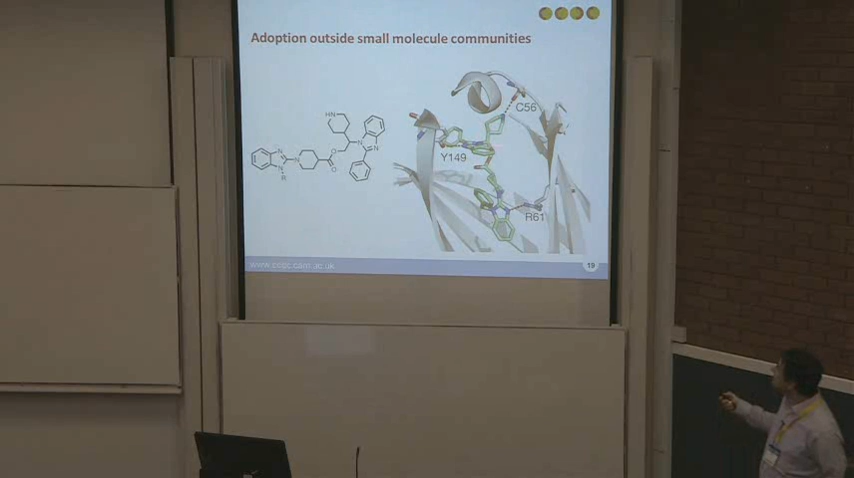 Adoption outside small molecule communities
C56
HN
N
N
N
N
N
O
O
N
R
Y149
R61
www.ccdc.cam.ac.uk
19